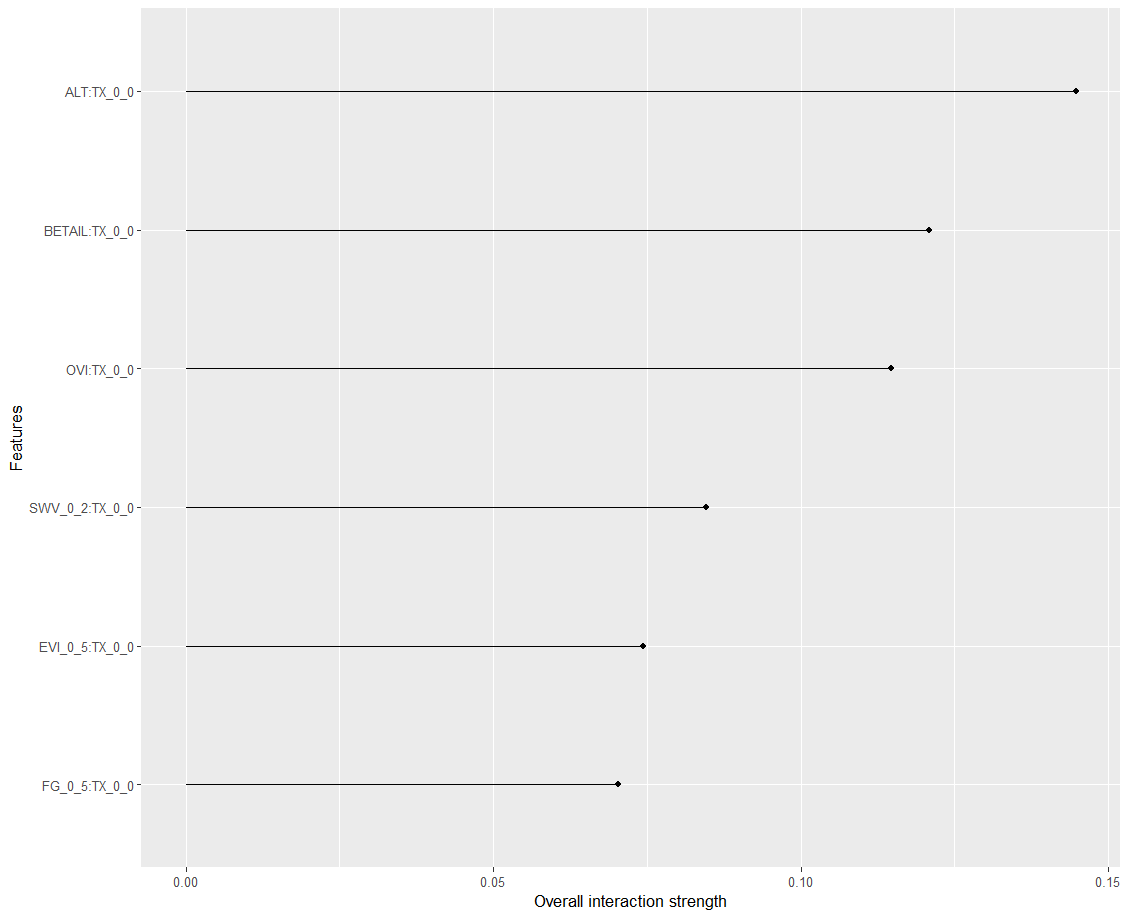 Features
ALT:TX_0_0
BETAIL:TX_0_0
OVI:TX_0_0
SWV_0_2:TX_0_0
EVI_0_5:TX_0_0
FG_0_5:TX_0_0
0.00 0.05 0.10 0.15
Overall interaction strength